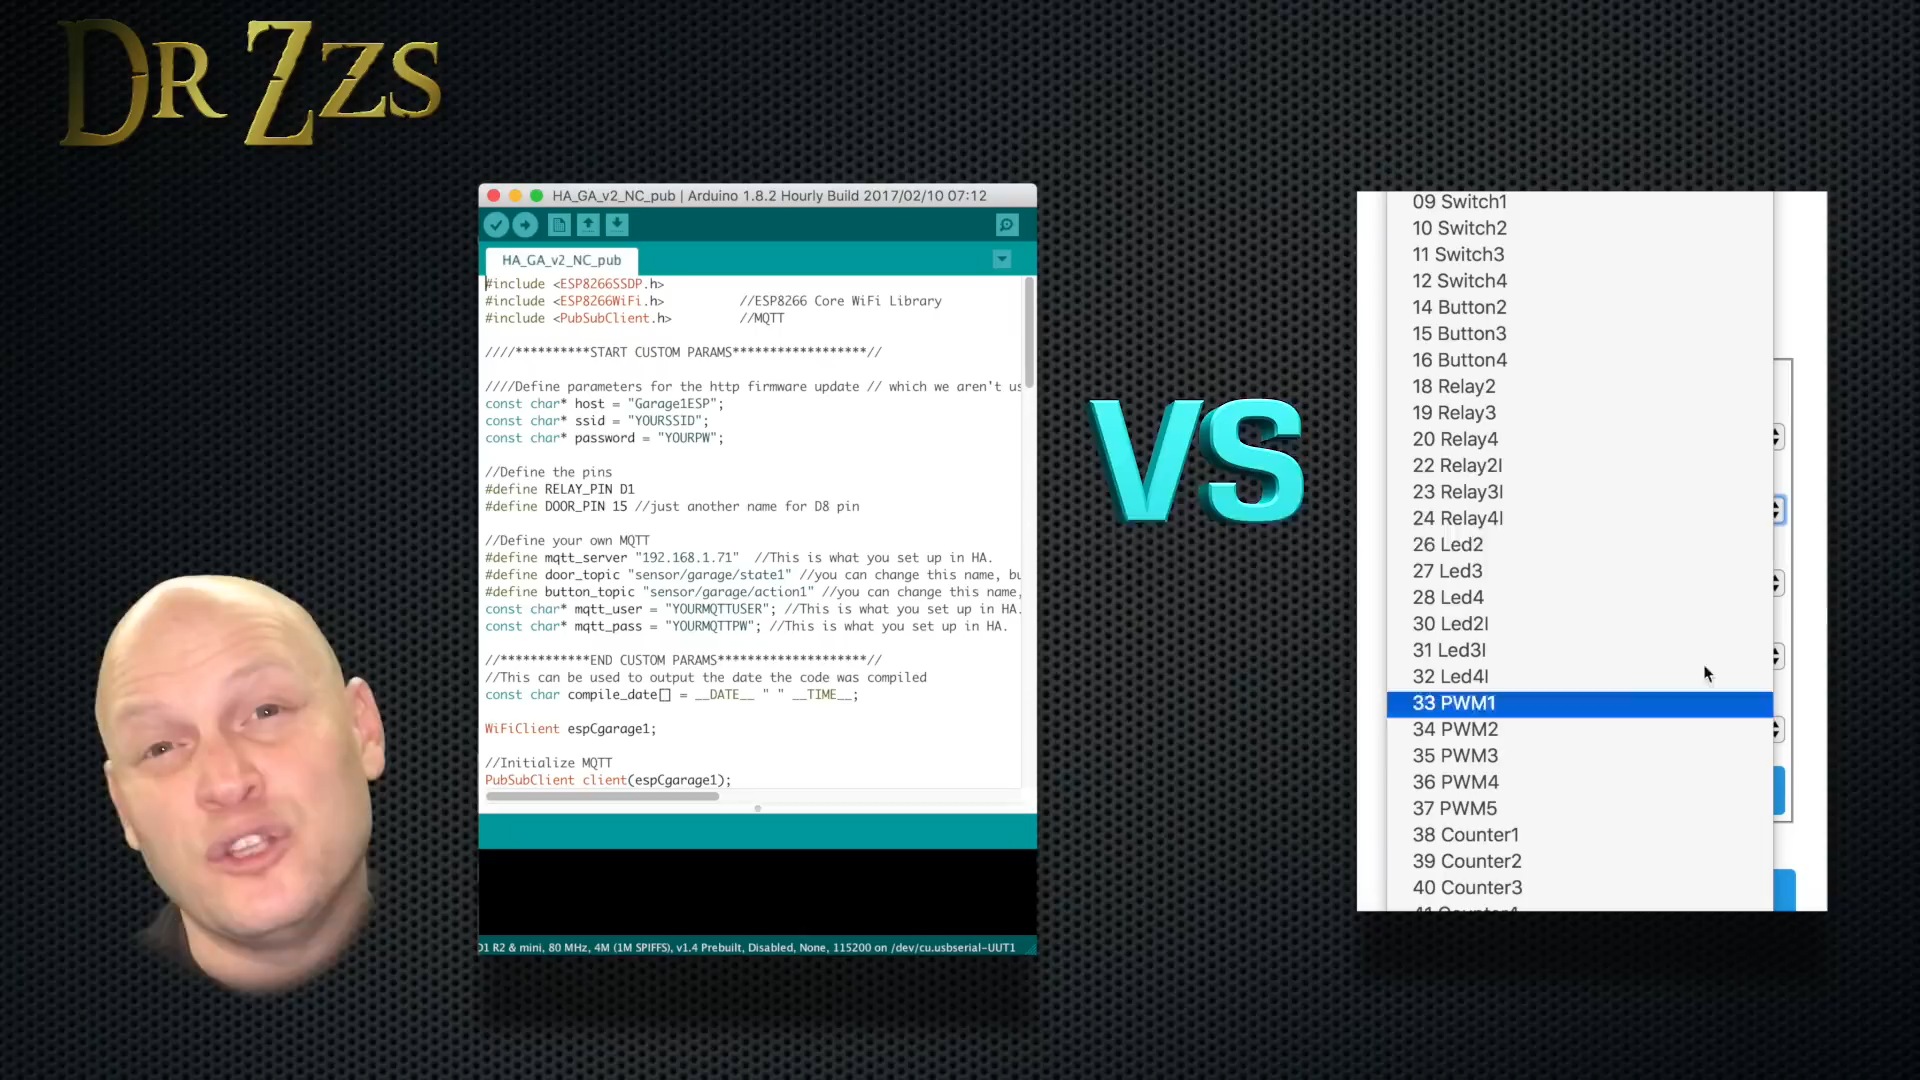 DR ZZS
HA_GA_v2_NC_pub | Arduino 1.8.2 Hourly Build 2017/02/10 07:12
HA_GA_v2_NC_pub
#include <ESP8266SSDP.h>
#include <ESP8266WiFi.h> //ESP8266 Core WiFi Library
#include <PubSubClient.h> //MQTT
////**********START CUSTOM PARAMS******************//
////Define parameters for the http firmware update // which we aren't us
const char* host = "Garage1ESP";
const char* ssid = "YOURSSID";
const char* password = "YOURPW";
//Define the pins
#define RELAY_PIN D1
#define DOOR_PIN 15 //just another name for D8 pin
//Define your own MQTT
#define mqtt_server "192.168.1.71" //This is what you set up in HA.
#define door_topic "sensor/garage/state1" //you can change this name, bu
#define button_topic "sensor/garage/action1" //you can change this name,
const char* mqtt_user = "YOURMQTTUSER"; //This is what you set up in HA.
const char* mqtt_pass = "YOURMQTTPW"; //This is what you set up in HA.
//************END CUSTOM PARAMS********************//
//This can be used to output the date the code was compiled
const char compile_date[] = __DATE__ " " __TIME__;
WiFiClient espCgarage1;
//Initialize MQTT
PubSubClient client(espCgarage1);
D1 R2 & mini, 80 MHz, 4M (1M SPIFFS), v1.4 Prebuilt, Disabled, None, 115200 on /dev/cu.usbserial-UUT1
VS
09 Switch1
10 Switch2
11 Switch3
12 Switch4
14 Button2
15 Button3
16 Button4
18 Relay2
19 Relay3
20 Relay4
22 Relay2I
23 Relay3I
24 Relay4I
26 Led2
27 Led3
28 Led4
30 Led2I
31 Led3I
32 Led4I
33 PWM1
34 PWM2
35 PWM3
36 PWM4
37 PWM5
38 Counter1
39 Counter2
40 Counter3
41 Counter4